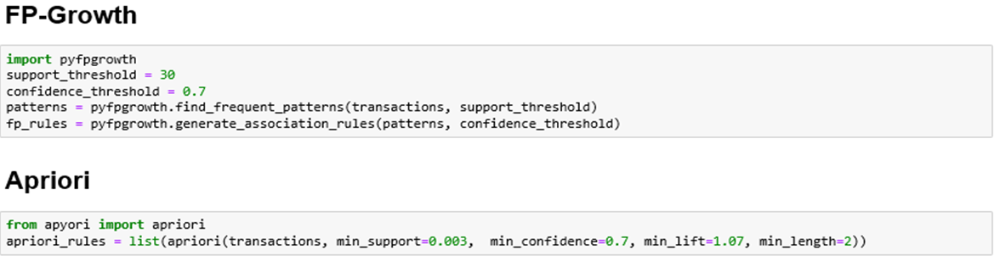 FP-Growth
import pyfpgrowth
support_threshold = 30
confidence_threshold = 0.7
patterns = pyfpgrowth.find_frequent_patterns(transactions, support_threshold)
fp_rules = pyfpgrowth.generate_association_rules(patterns, confidence_threshold)
Apriori
from apyori import apriori
apriori_rules = list(apriori(transactions, min_support=0.003,  min_confidence=0.7, min_lift=1.07, min_length=2))